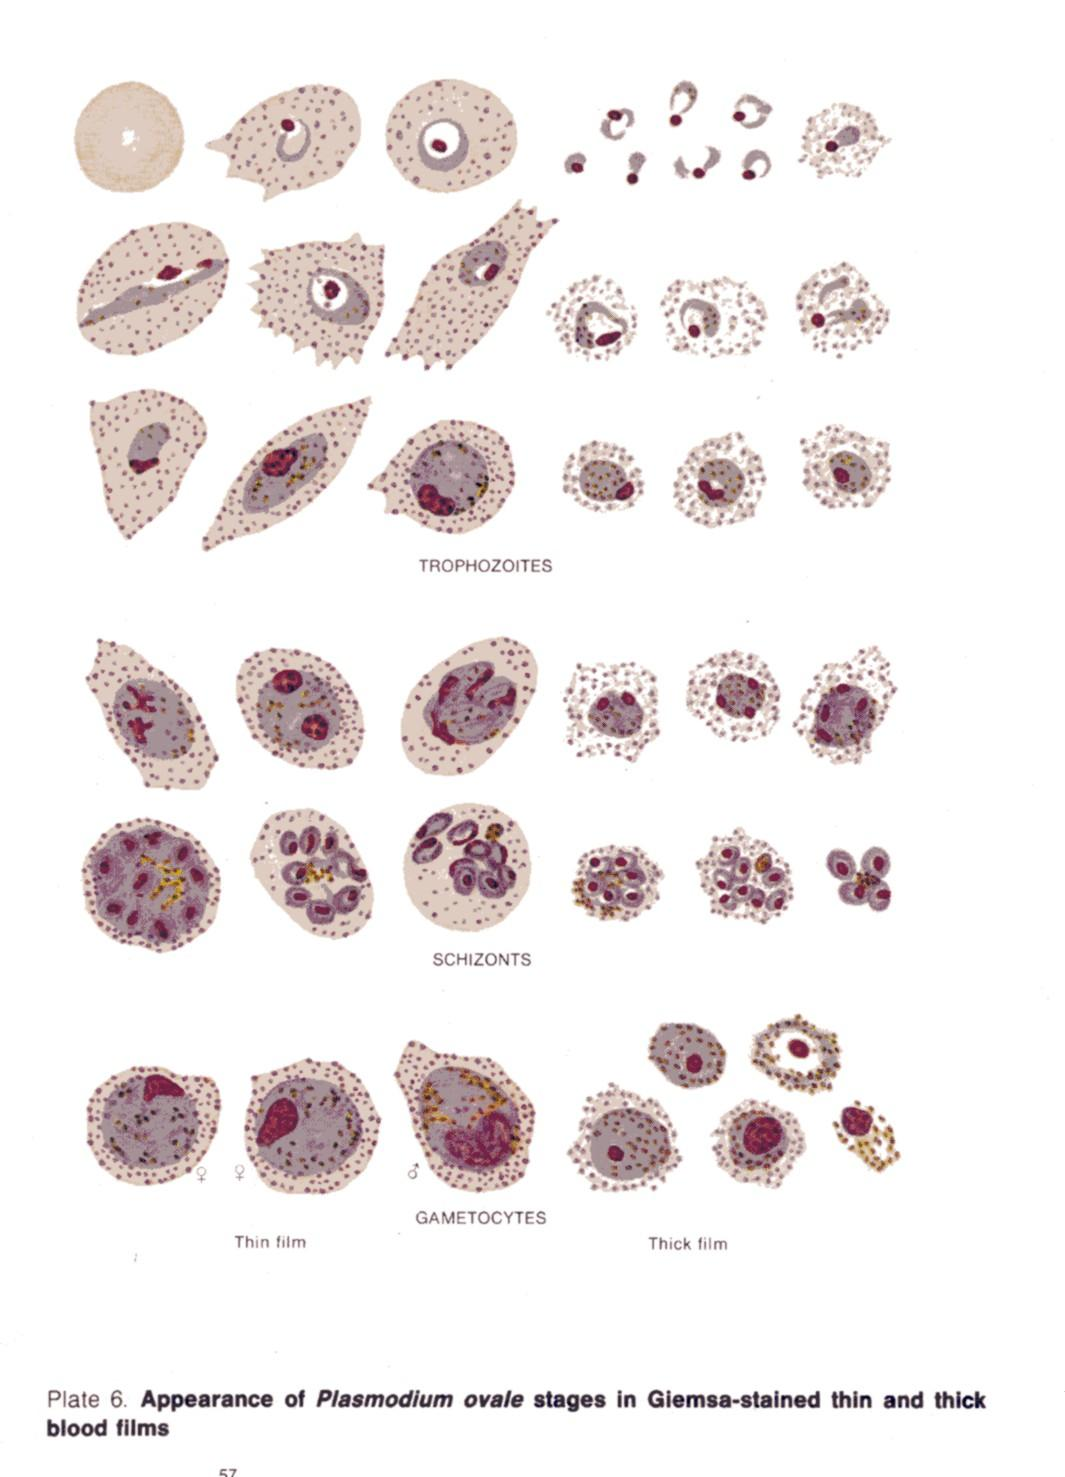 TROPHOZOITES
SCHIZONTS
♀ ♀ ♂
GAMETOCYTES
Thin film Thick film
Plate 6. Appearance of Plasmodium ovale stages in Giemsa-stained thin and thick
blood films
57